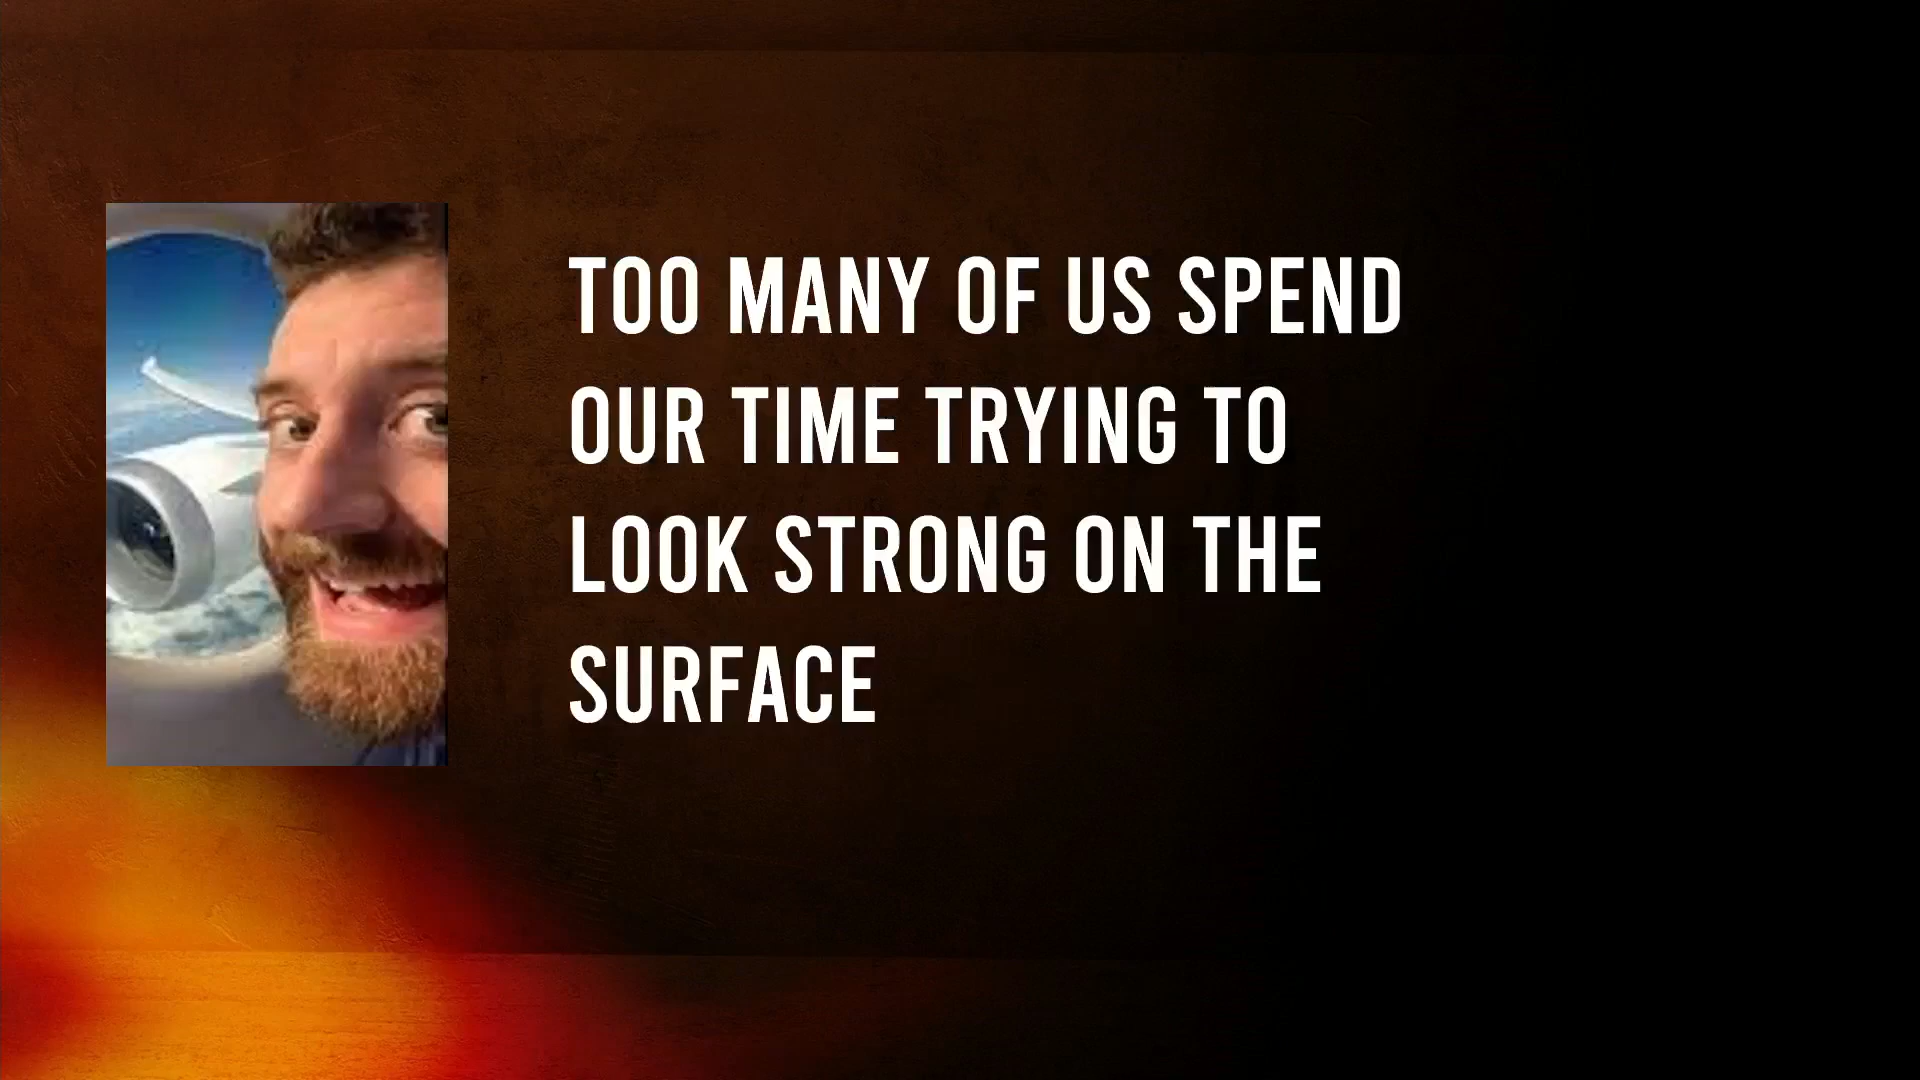 TOO MANY OF US SPEND
OUR TIME TRYING TO
LOOK STRONG ON THE
SURFACE